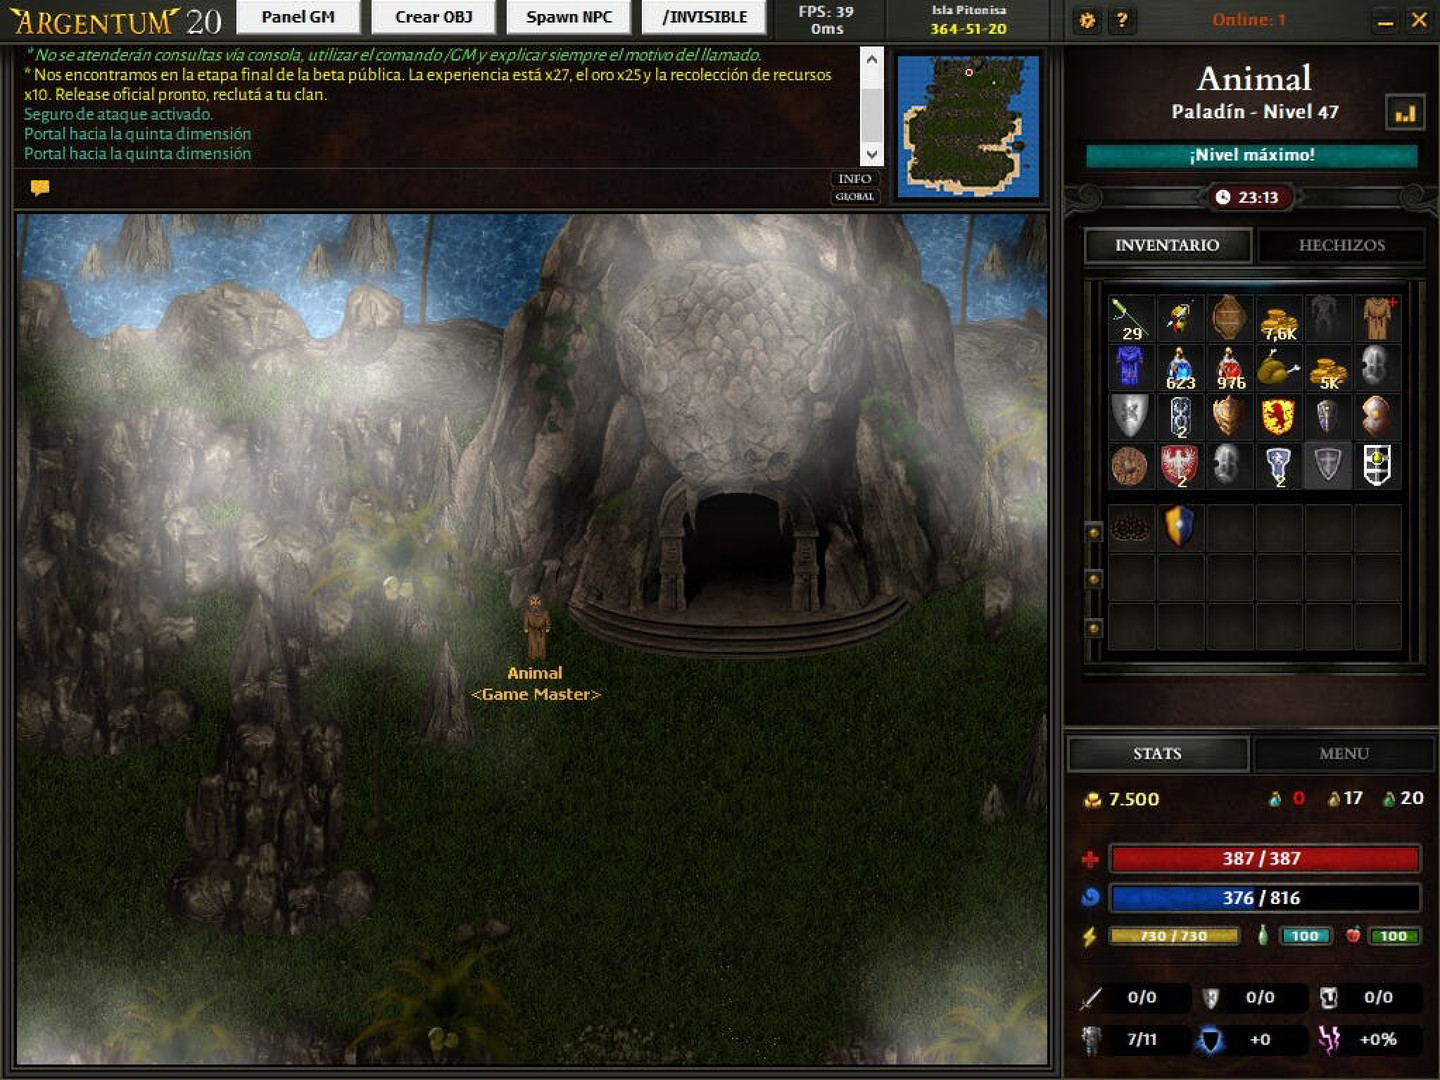 ARGENTUM 20
Panel GM
Crear OBJ
Spawn NPC
/INVISIBLE
FPS: 39
0ms
Isla Pitonisa
364-51-20
?
Online: 1
* No se atenderán consultas vía consola, utilizar el comando /GM y explicar siempre el motivo del llamado.
* Nos encontramos en la etapa final de la beta pública. La experiencia está x27, el oro x25 y la recolección de recursos
x10. Release oficial pronto, reclutá a tu clan.
Seguro de ataque activado.
Portal hacia la quinta dimensión
Portal hacia la quinta dimensión
INFO
GLOBAL
Animal
Paladín - Nivel 47
¡Nivel máximo!
23:13
INVENTARIO
HECHIZOS
29
7,6K
623
976
5K
2
2
2
Animal
<Game Master>
STATS
MENU
7.500
0
17
20
387 / 387
376 / 816
730 / 730
100
100
0/0
0/0
0/0
7/11
+0
+0%